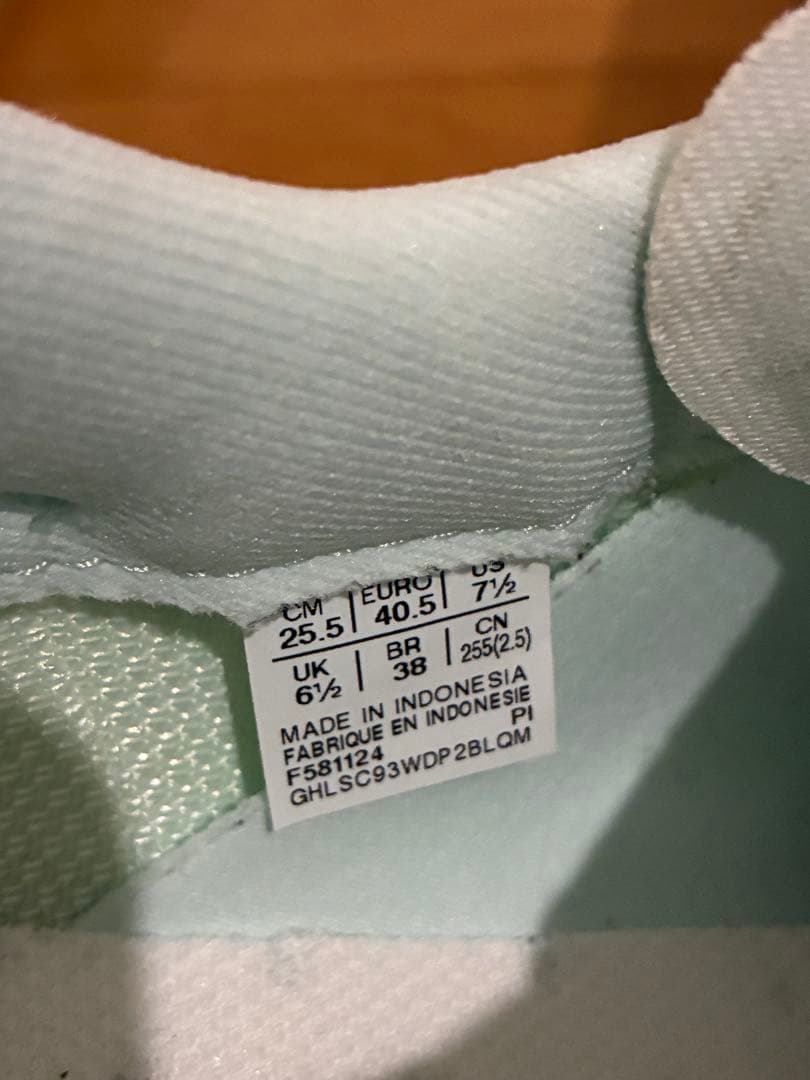 CM | EURO | US
25.5 | 40.5 | 7½
UK | BR | CN
6½ | 38 | 255(2.5)
MADE IN INDONESIA
FABRIQUE EN INDONESIE
F581124 PI
GHLSC93WDP2BLQM